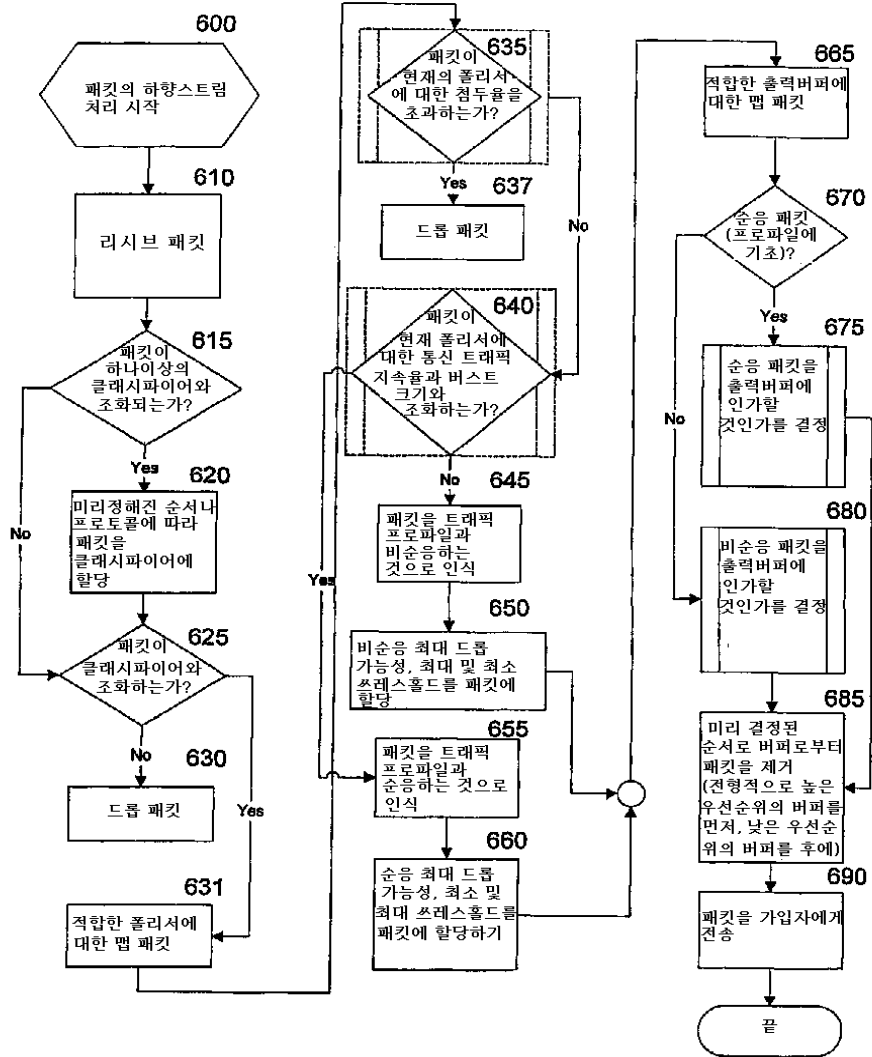 600
패킷의 하향스트림
처리 시작
610
리시브 패킷
615
패킷이
하나이상의
클래시파이어와
조화되는가?
Yes
No
620
미리정해진 순서나
프로토콜에 따라
패킷을
클래시파이어에
할당
625
패킷이
클래시파이어와
조화하는가?
No
Yes
630
드롭 패킷
631
적합한 폴리서에
대한 맵 패킷
635
패킷이
현재의 폴리서
에 대한 첨두율을
초과하는가?
Yes
No
637
드롭 패킷
640
패킷이
현재 폴리서에
대한 통신 트래픽
지속율과 버스트
크기와
조화하는가?
No
Yes
645
패킷을 트래픽
프로파일과
비순응하는
것으로 인식
650
비순응 최대 드롭
가능성, 최대 및 최소
쓰레스홀드를 패킷에
할당
655
패킷을 트래픽
프로파일과
순응하는 것으로
인식
660
순응 최대 드롭
가능성, 최소 및
최대 쓰레스홀드를
패킷에 할당하기
665
적합한 출력버퍼에
대한 맵 패킷
670
순응 패킷
(프로파일에
기초)?
Yes
No
675
순응 패킷을
출력버퍼에
인가할
것인가를 결정
680
비순응 패킷을
출력버퍼에
인가할
것인가를 결정
685
미리 결정된
순서로 버퍼로부터
패킷을 제거
(전형적으로 높은
우선순위의 버퍼를
먼저, 낮은 우선순
위의 버퍼를 후에)
690
패킷을 가입자에게
전송
끝